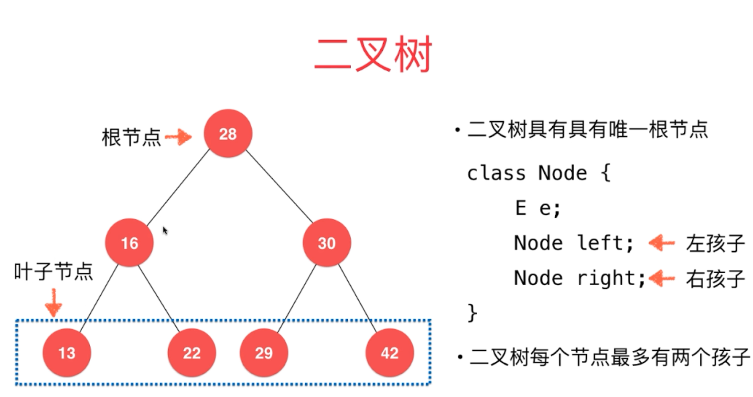 二叉树
根节点
28
16
30
叶子节点
13
22
29
42
• 二叉树具有具有唯一根节点
class Node {
E e;
Node left;
左孩子
Node right;
右孩子
}
• 二叉树每个节点最多有两个孩子